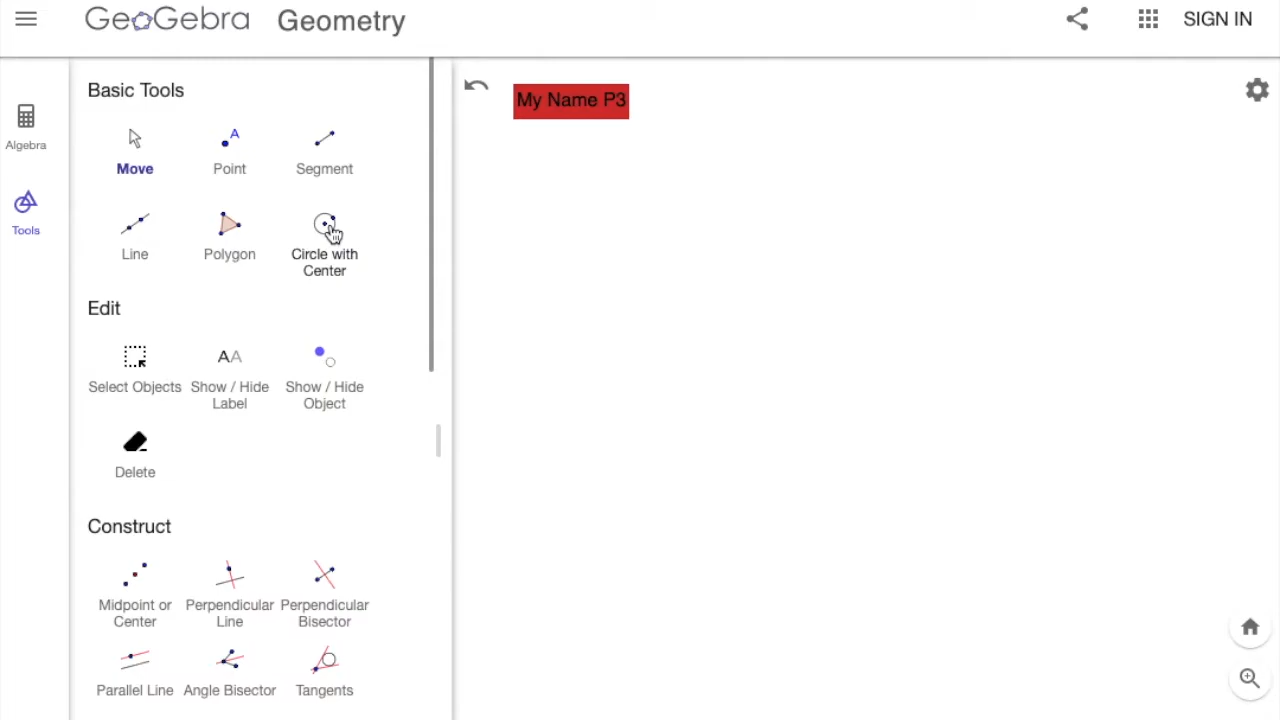 GeoGebra Geometry
SIGN IN
Algebra
Tools
Basic Tools
Move
A
Point
Segment
Line
Polygon
Circle with
Center
Edit
Select Objects
AA
Show / Hide
Label
Show / Hide
Object
Delete
Construct
Midpoint or
Center
Perpendicular
Line
Perpendicular
Bisector
Parallel Line
Angle Bisector
Tangents
My Name P3